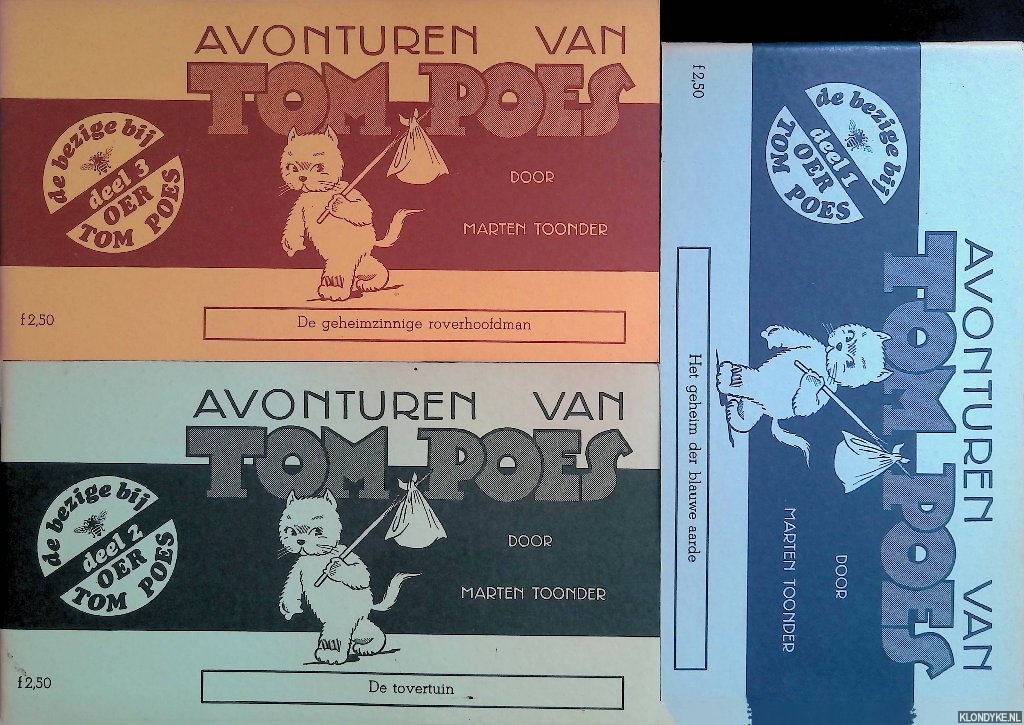 AVONTUREN VAN
TOM POES
de bezige bij
deel 3
OER
TOM POES
DOOR
MARTEN TOONDER
f 2,50
De geheimzinnige roverhoofdman
AVONTUREN VAN
TOM POES
de bezige bij
deel 2
OER
TOM POES
DOOR
MARTEN TOONDER
f 2,50
De tovertuin
AVONTUREN VAN
TOM POES
de bezige bij
deel 1
OER
TOM POES
DOOR
MARTEN TOONDER
f 2,50
Het geheim der blauwe aarde
KLONDYKE.NL